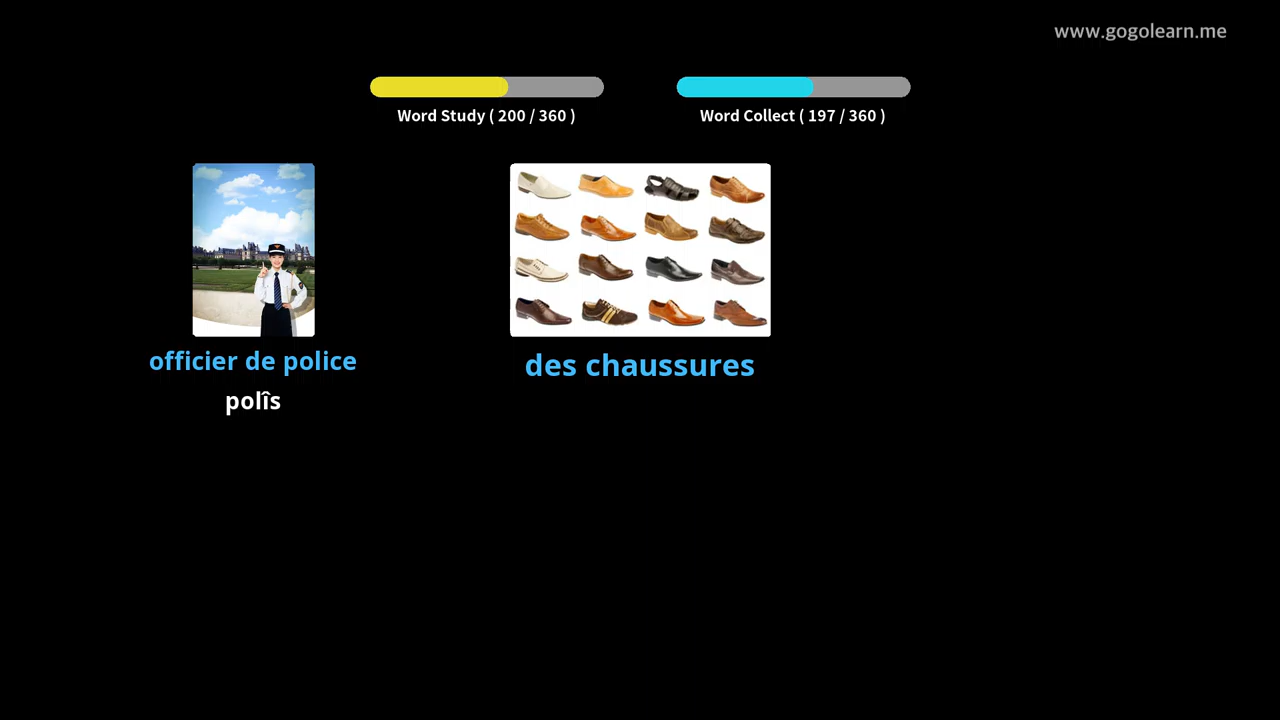 www.gogolearn.me
Word Study ( 200 / 360 )
Word Collect ( 197 / 360 )
officier de police
des chaussures
polîs